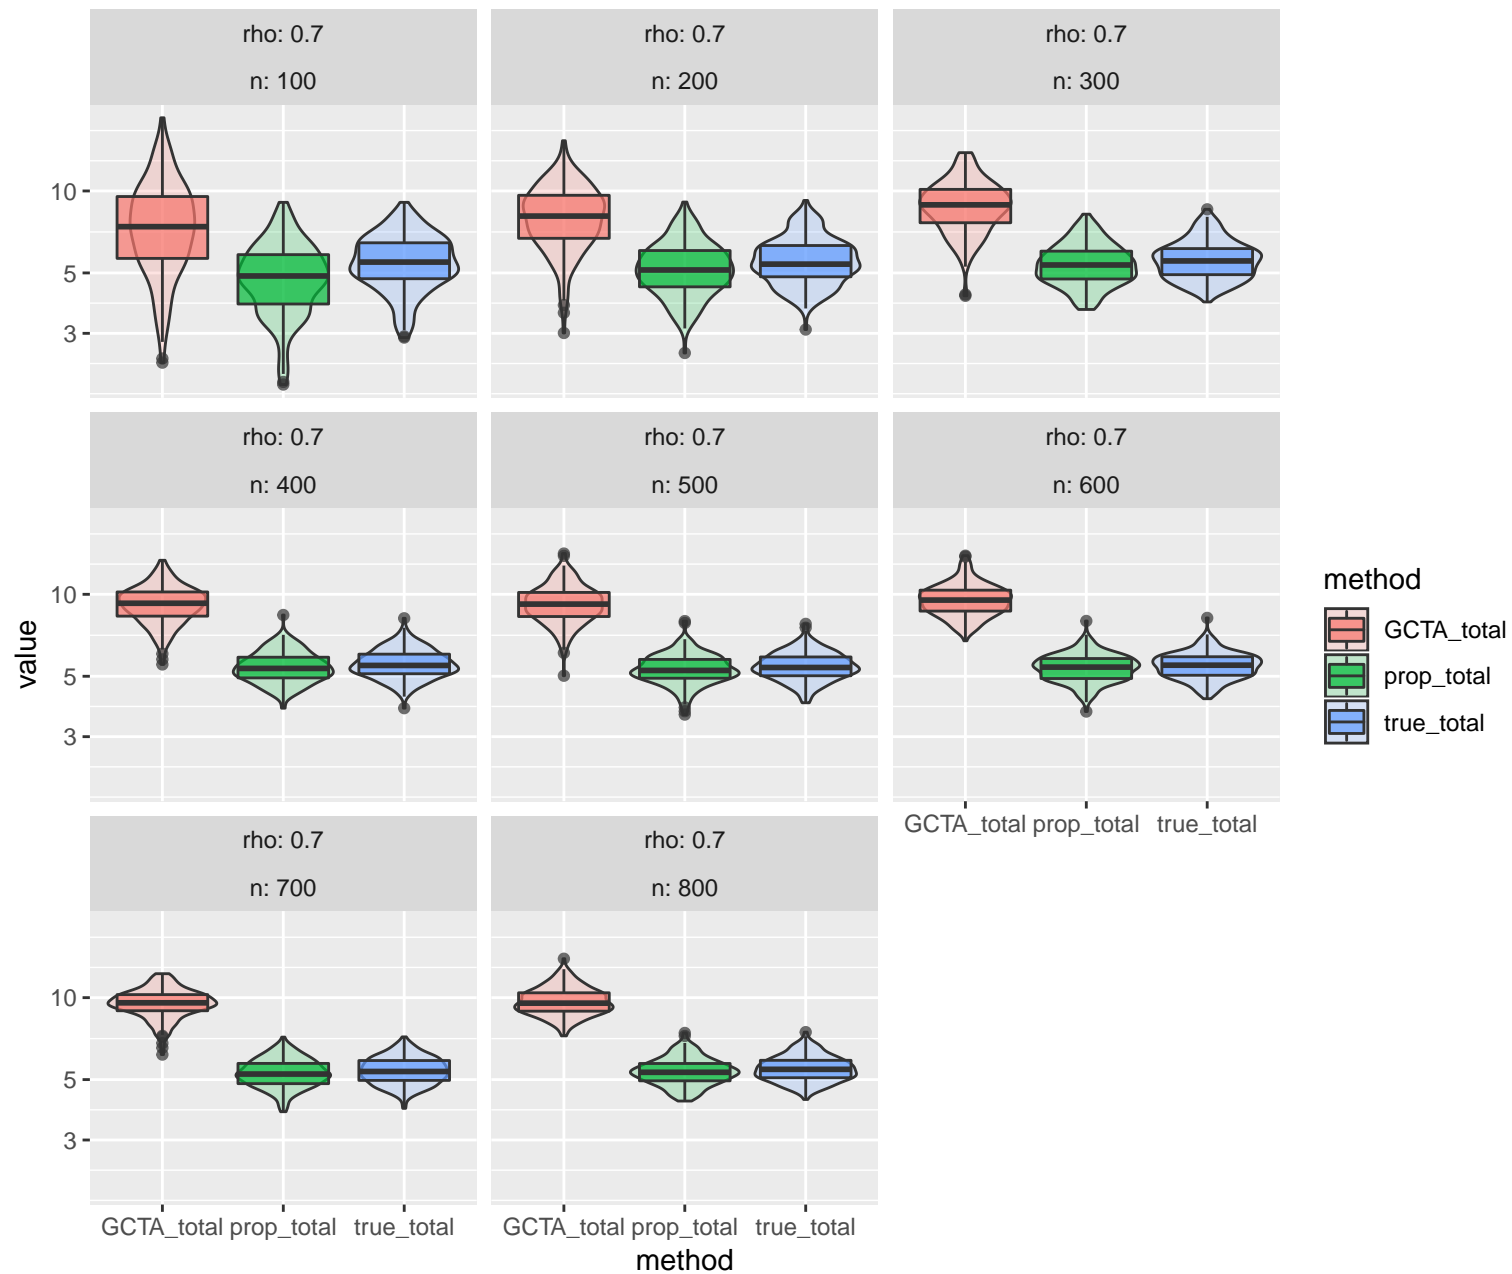 rho: 0.7
rho: 0.7
rho: 0.7
n: 100
n: 200
n: 300
10
5
3
rho: 0.7
rho: 0.7
rho: 0.7
n: 400
n: 500
n: 600
10
5
3
GCTA_total prop_total true_total
rho: 0.7
rho: 0.7
n: 700
n: 800
10
5
3
GCTA_total prop_total true_total
GCTA_total prop_total true_total
method
value
method
GCTA_total
prop_total
true_total